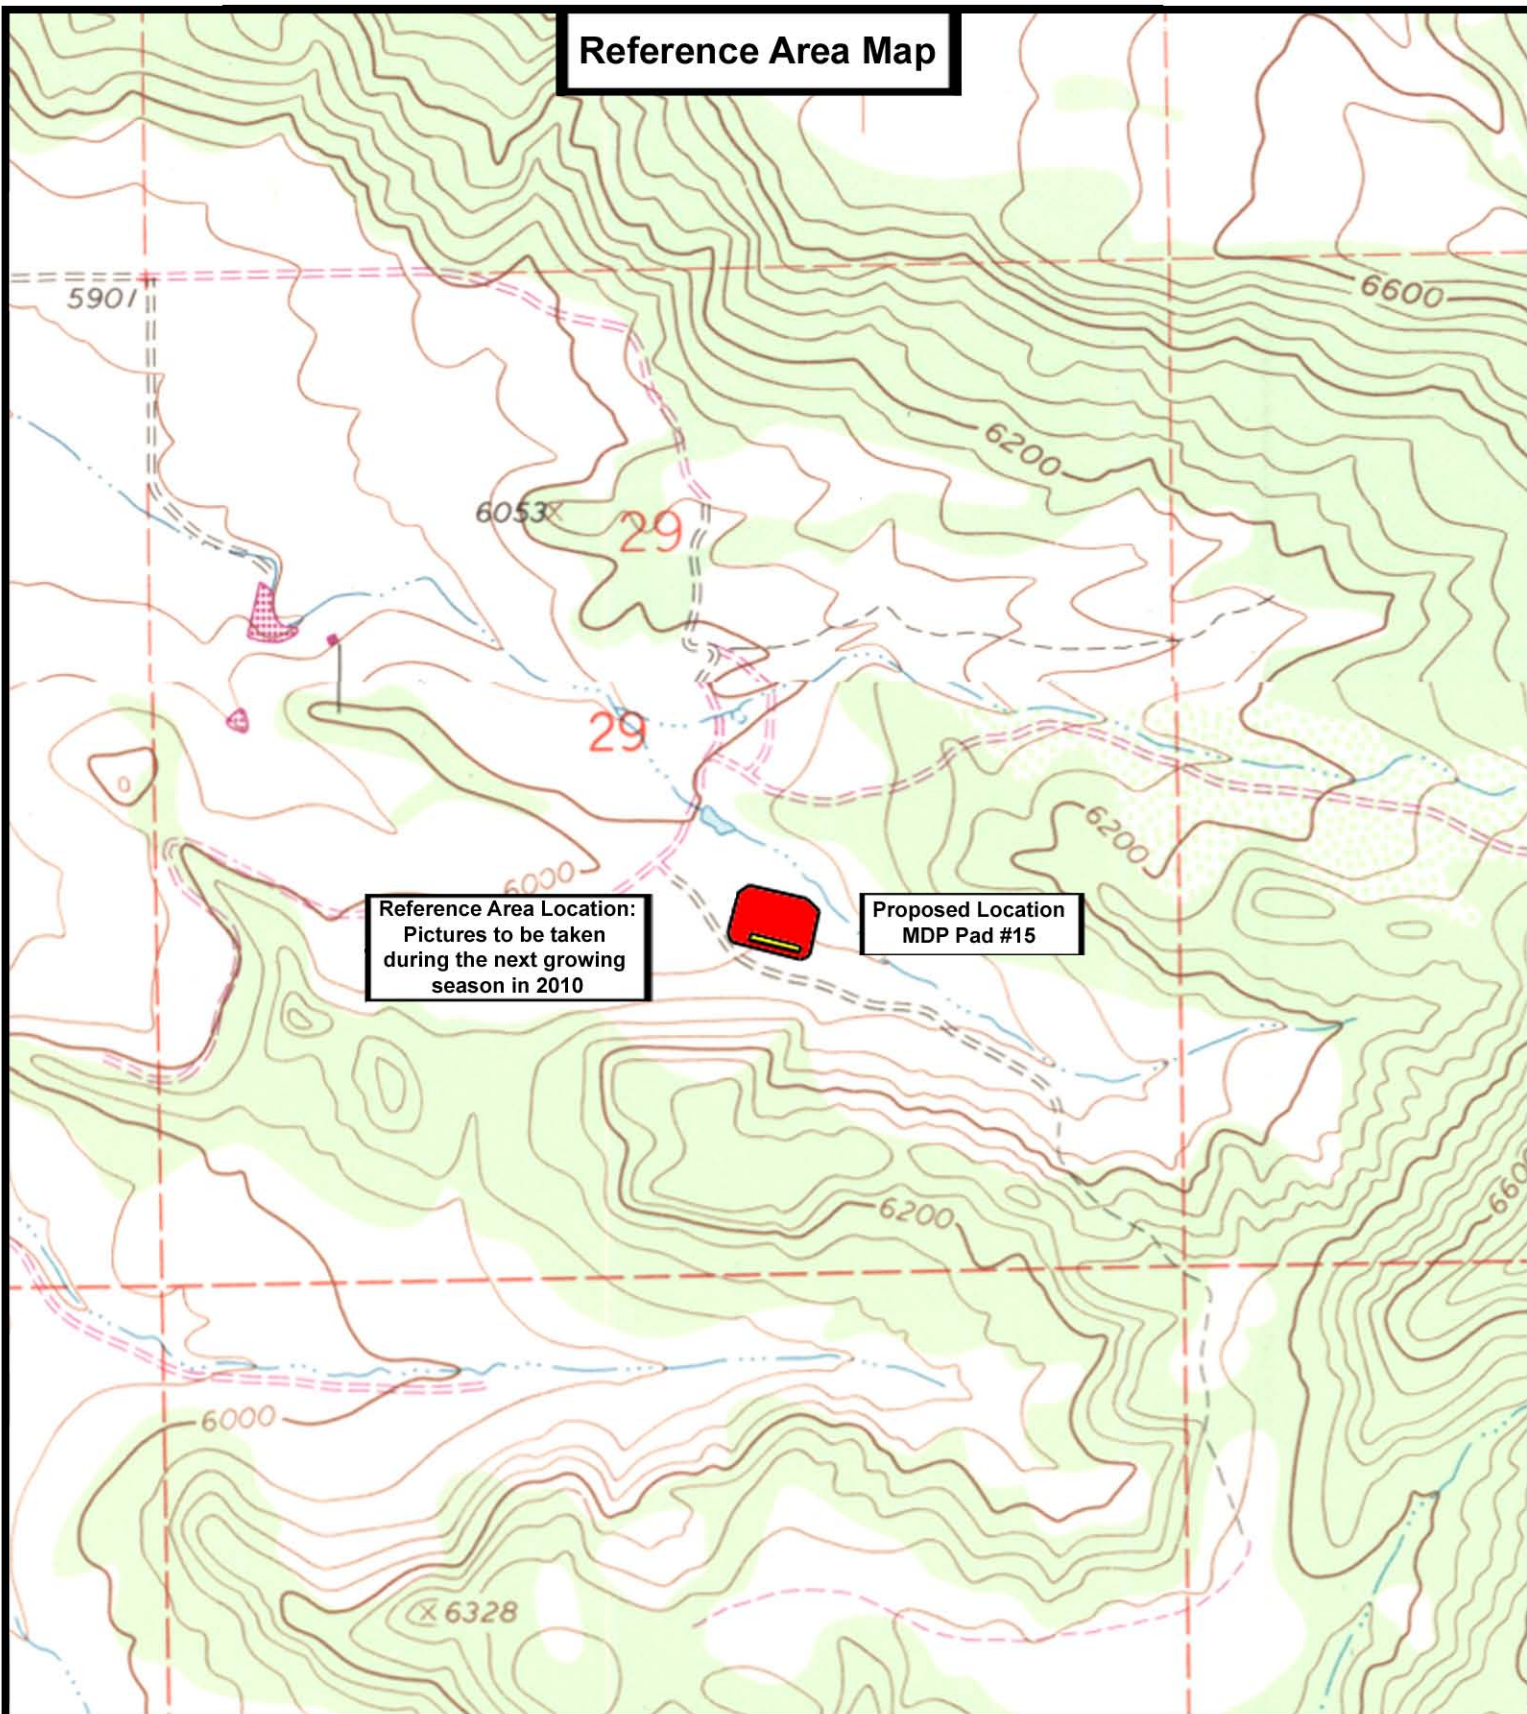 Reference Area Map
5901
6600
6200
6053
29
29
6200
6000
Reference Area Location:
Pictures to be taken
during the next growing
season in 2010
Proposed Location
MDP Pad #15
6600
6200
6000
6328